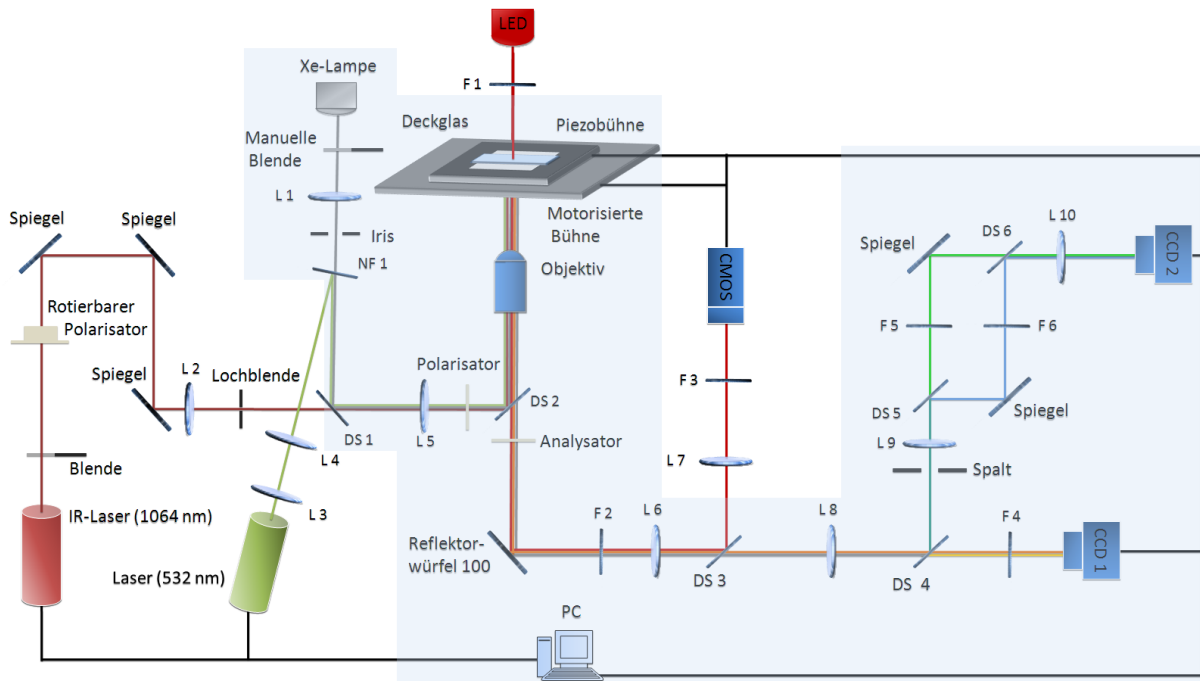 LED
Xe-Lampe
F 1
Deckglas
Piezobühne
Manuelle
Blende
L 1
Spiegel
Spiegel
Iris
NF 1
Motorisierte
Bühne
Objektiv
CMOS
Spiegel
DS 6
L 10
CCD 2
Rotierbarer
Polarisator
F 5
F 6
Spiegel
L 2
Lochblende
Polarisator
F 3
DS 1
L 5
DS 2
DS 5
Spiegel
Analysator
L 9
Blende
L 4
L 7
Spalt
L 3
IR-Laser (1064 nm)
F 2
L 6
L 8
F 4
Reflektor-
würfel 100
CCD 1
Laser (532 nm)
DS 3
DS 4
PC